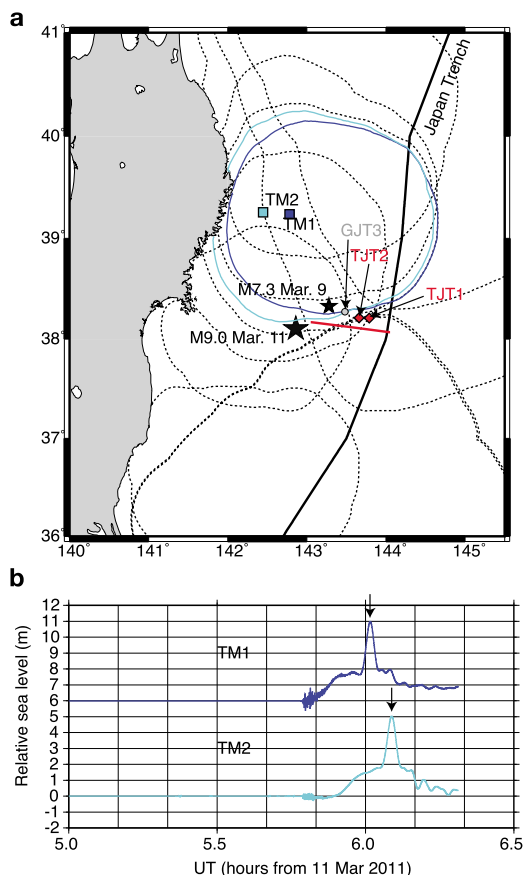 a
41°
40°
39°
38°
37°
36°
140°
141°
142°
143°
144°
145°
Japan Trench
TM2
TM1
GJT3
TJT2
TJT1
M7.3 Mar. 9
M9.0 Mar. 11
b
Relative sea level (m)
12
11
10
9
8
7
6
5
4
3
2
1
0
-1
-2
TM1
TM2
5.0
5.5
6.0
6.5
UT (hours from 11 Mar 2011)